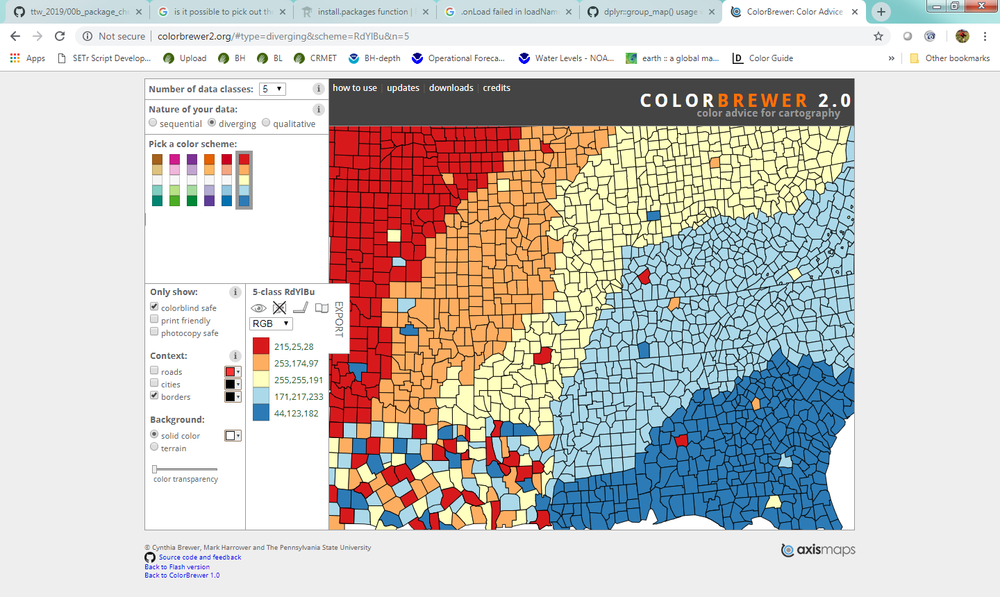 ttw_2019/00b_package_che
is it possible to pick out the
install.packages function |
.onLoad failed in loadName
dplyr::group_map() usage
ColorBrewer: Color Advice
Not secure
colorbrewer2.org/#type=diverging&scheme=RdYlBu&n=5
Apps
SETr Script Develop...
Upload
BH
BL
CRMET
BH-depth
Operational Foreca...
Water Levels - NOA...
earth :: a global ma...
Color Guide
»
Other bookmarks
Number of data classes: 5
how to use | updates | downloads | credits
COLORBREWER 2.0
color advice for cartography
Nature of your data:
sequential diverging qualitative
Pick a color scheme:
Only show:
colorblind safe
print friendly
photocopy safe
Context:
roads
cities
borders
Background:
solid color
terrain
color transparency
5-class RdYlBu
EXPORT
RGB
215,25,28
253,174,97
255,255,191
171,217,233
44,123,182
© Cynthia Brewer, Mark Harrower and The Pennsylvania State University
Source code and feedback
Back to Flash version
Back to ColorBrewer 1.0
axismaps